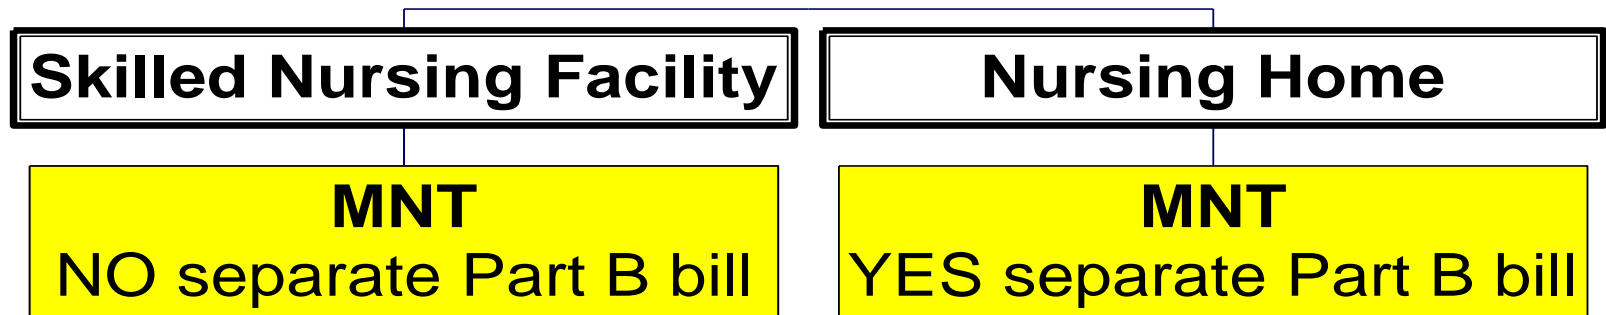 Skilled Nursing Facility
Nursing Home
MNT
NO separate Part B bill
MNT
YES separate Part B bill